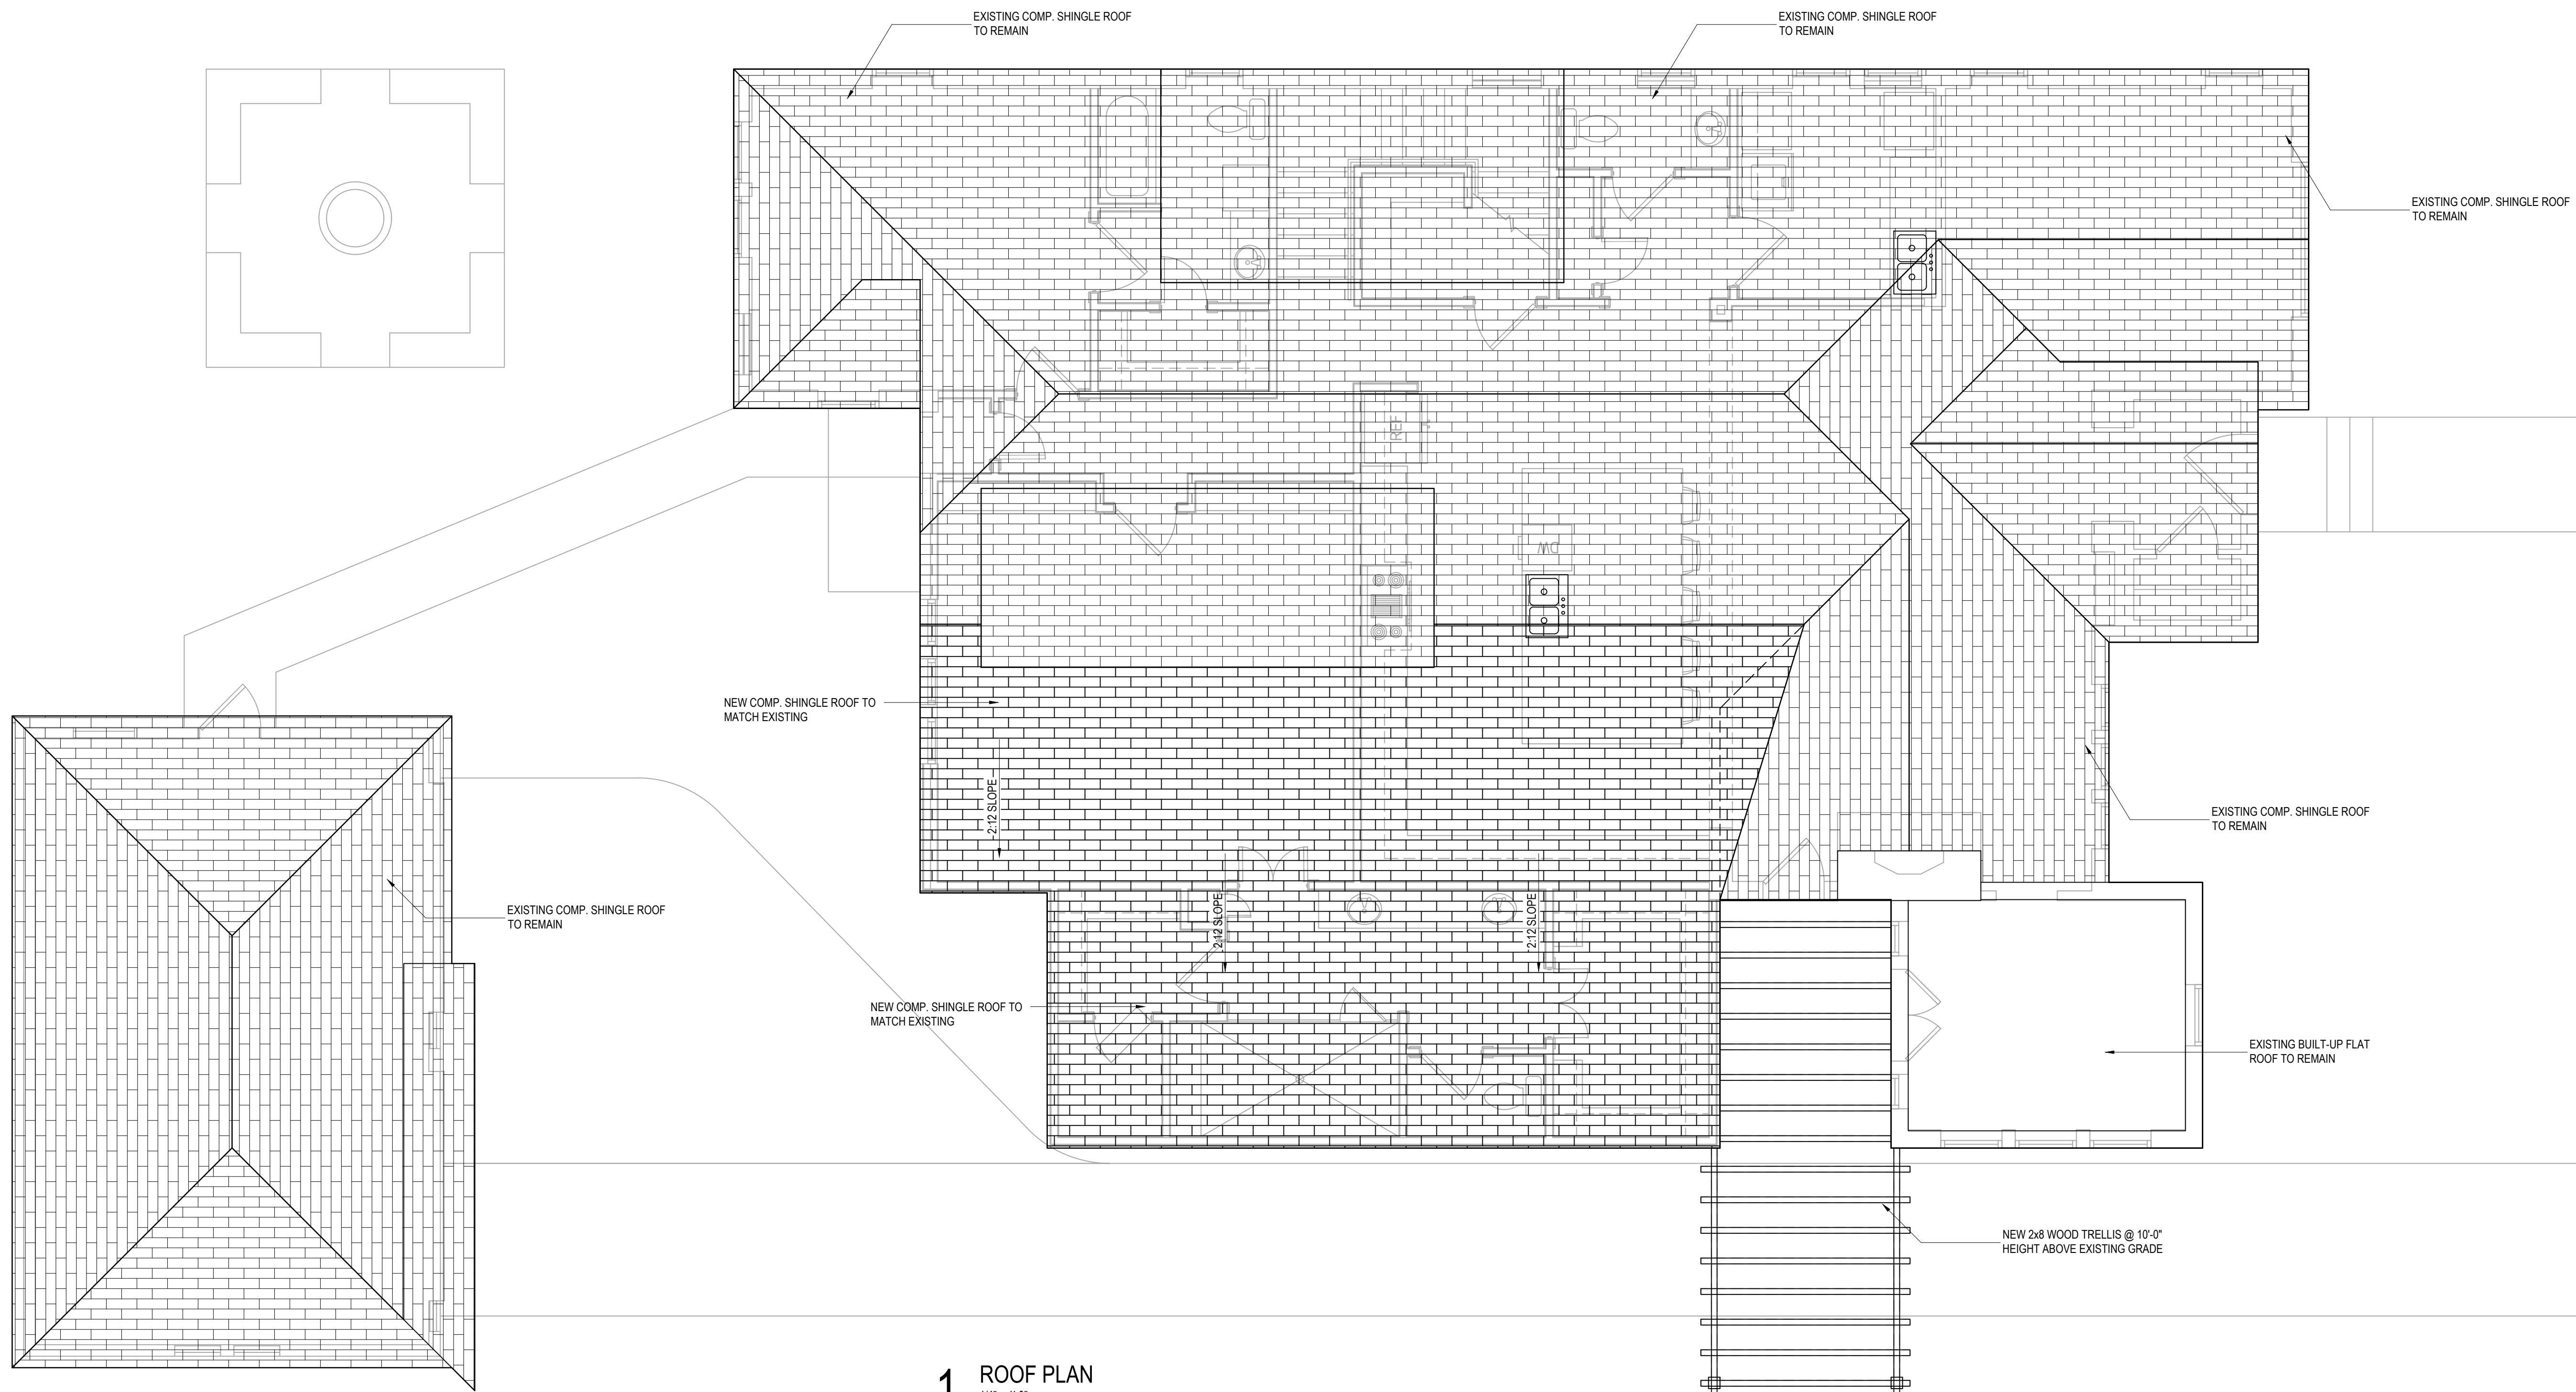 EXISTING COMP. SHINGLE ROOF
TO REMAIN
EXISTING COMP. SHINGLE ROOF
TO REMAIN
EXISTING COMP. SHINGLE ROOF
TO REMAIN
REF
DW
NEW COMP. SHINGLE ROOF TO
MATCH EXISTING
2:12 SLOPE
EXISTING COMP. SHINGLE ROOF
TO REMAIN
EXISTING COMP. SHINGLE ROOF
TO REMAIN
2:12 SLOPE
2:12 SLOPE
NEW COMP. SHINGLE ROOF TO
MATCH EXISTING
EXISTING BUILT-UP FLAT
ROOF TO REMAIN
NEW 2x8 WOOD TRELLIS @ 10'-0"
HEIGHT ABOVE EXISTING GRADE
1 ROOF PLAN